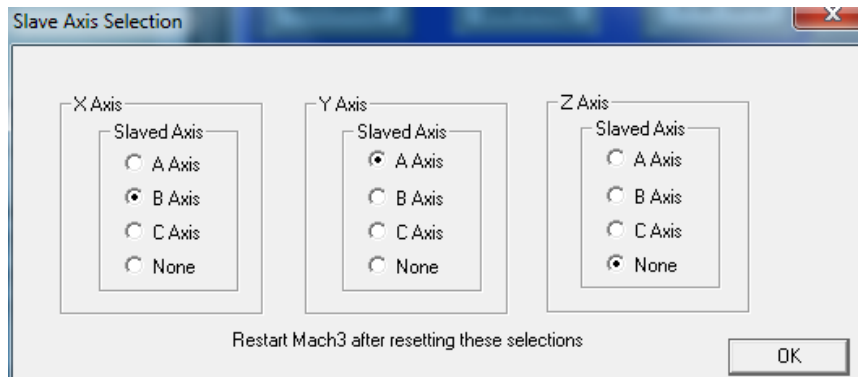 Slave Axis Selection
X Axis
Slaved Axis
A Axis
B Axis
C Axis
None
Y Axis
Slaved Axis
A Axis
B Axis
C Axis
None
Z Axis
Slaved Axis
A Axis
B Axis
C Axis
None
Restart Mach3 after resetting these selections
OK